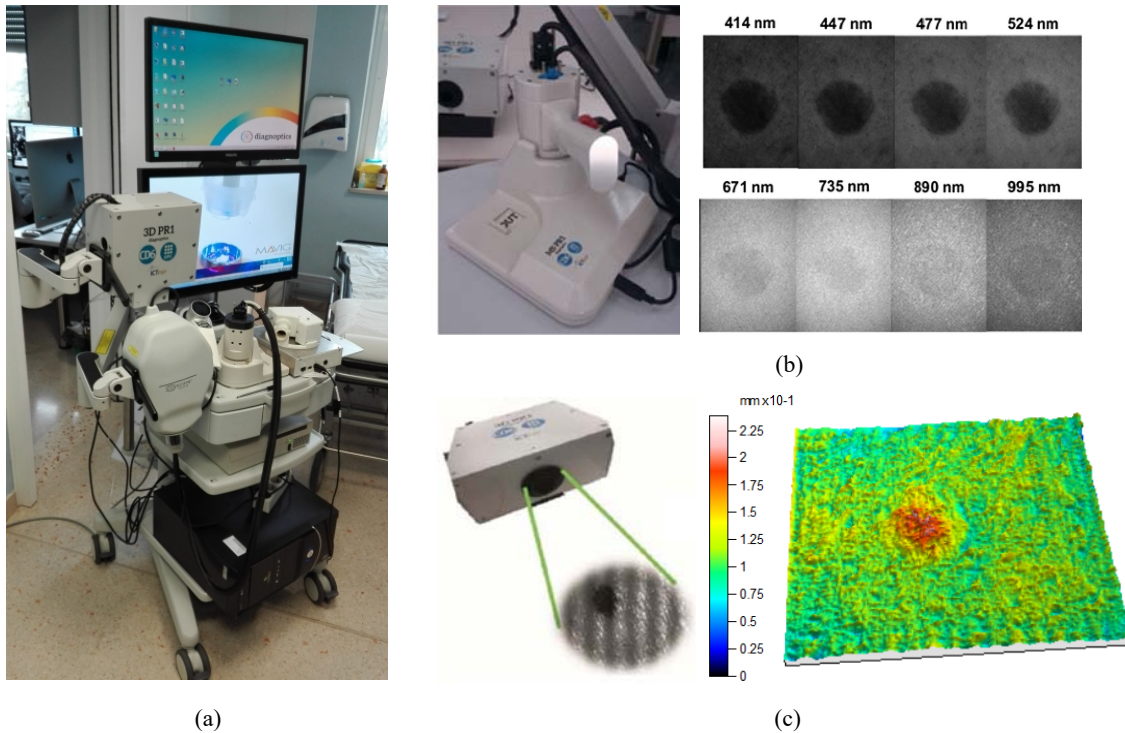 diagnoptics
3D PR1
diagnoptics
CD6
MAVIG
414 nm 447 nm 477 nm 524 nm
671 nm 735 nm 890 nm 995 nm
(b)
mm x10-1
2.25
2
1.75
1.5
1.25
1
0.75
0.5
0.25
0
(a)
(c)